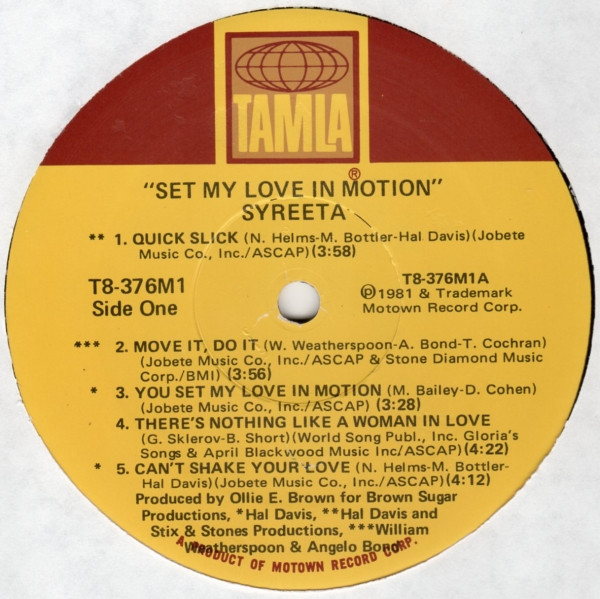 TAMLA®
"SET MY LOVE IN MOTION"
SYREETA
** 1. QUICK SLICK (N. Helms-M. Bottler-Hal Davis)(Jobete
Music Co., Inc./ASCAP)(3:58)
T8-376M1
Side One
T8-376M1A
℗1981 & Trademark
Motown Record Corp.
*** 2. MOVE IT, DO IT (W. Weatherspoon-A. Bond-T. Cochran)
(Jobete Music Co., Inc./ASCAP & Stone Diamond Music
Corp./BMI) (3:56)
* 3. YOU SET MY LOVE IN MOTION (M. Bailey-D. Cohen)
(Jobete Music Co., Inc./ASCAP) (3:28)
4. THERE'S NOTHING LIKE A WOMAN IN LOVE
(G. Sklerov-B. Short)(World Song Publ., Inc. Gloria's
Songs & April Blackwood Music Inc/ASCAP)(4:22)
* 5. CAN'T SHAKE YOUR LOVE (N. Helms-M. Bottler-
Hal Davis)(Jobete Music Co., Inc./ASCAP)(4:12)
Produced by Ollie E. Brown for Brown Sugar
Productions, *Hal Davis, **Hal Davis and
Stix & Stones Productions, ***William
Weatherspoon & Angelo Bond
A PRODUCT OF MOTOWN RECORD CORP.